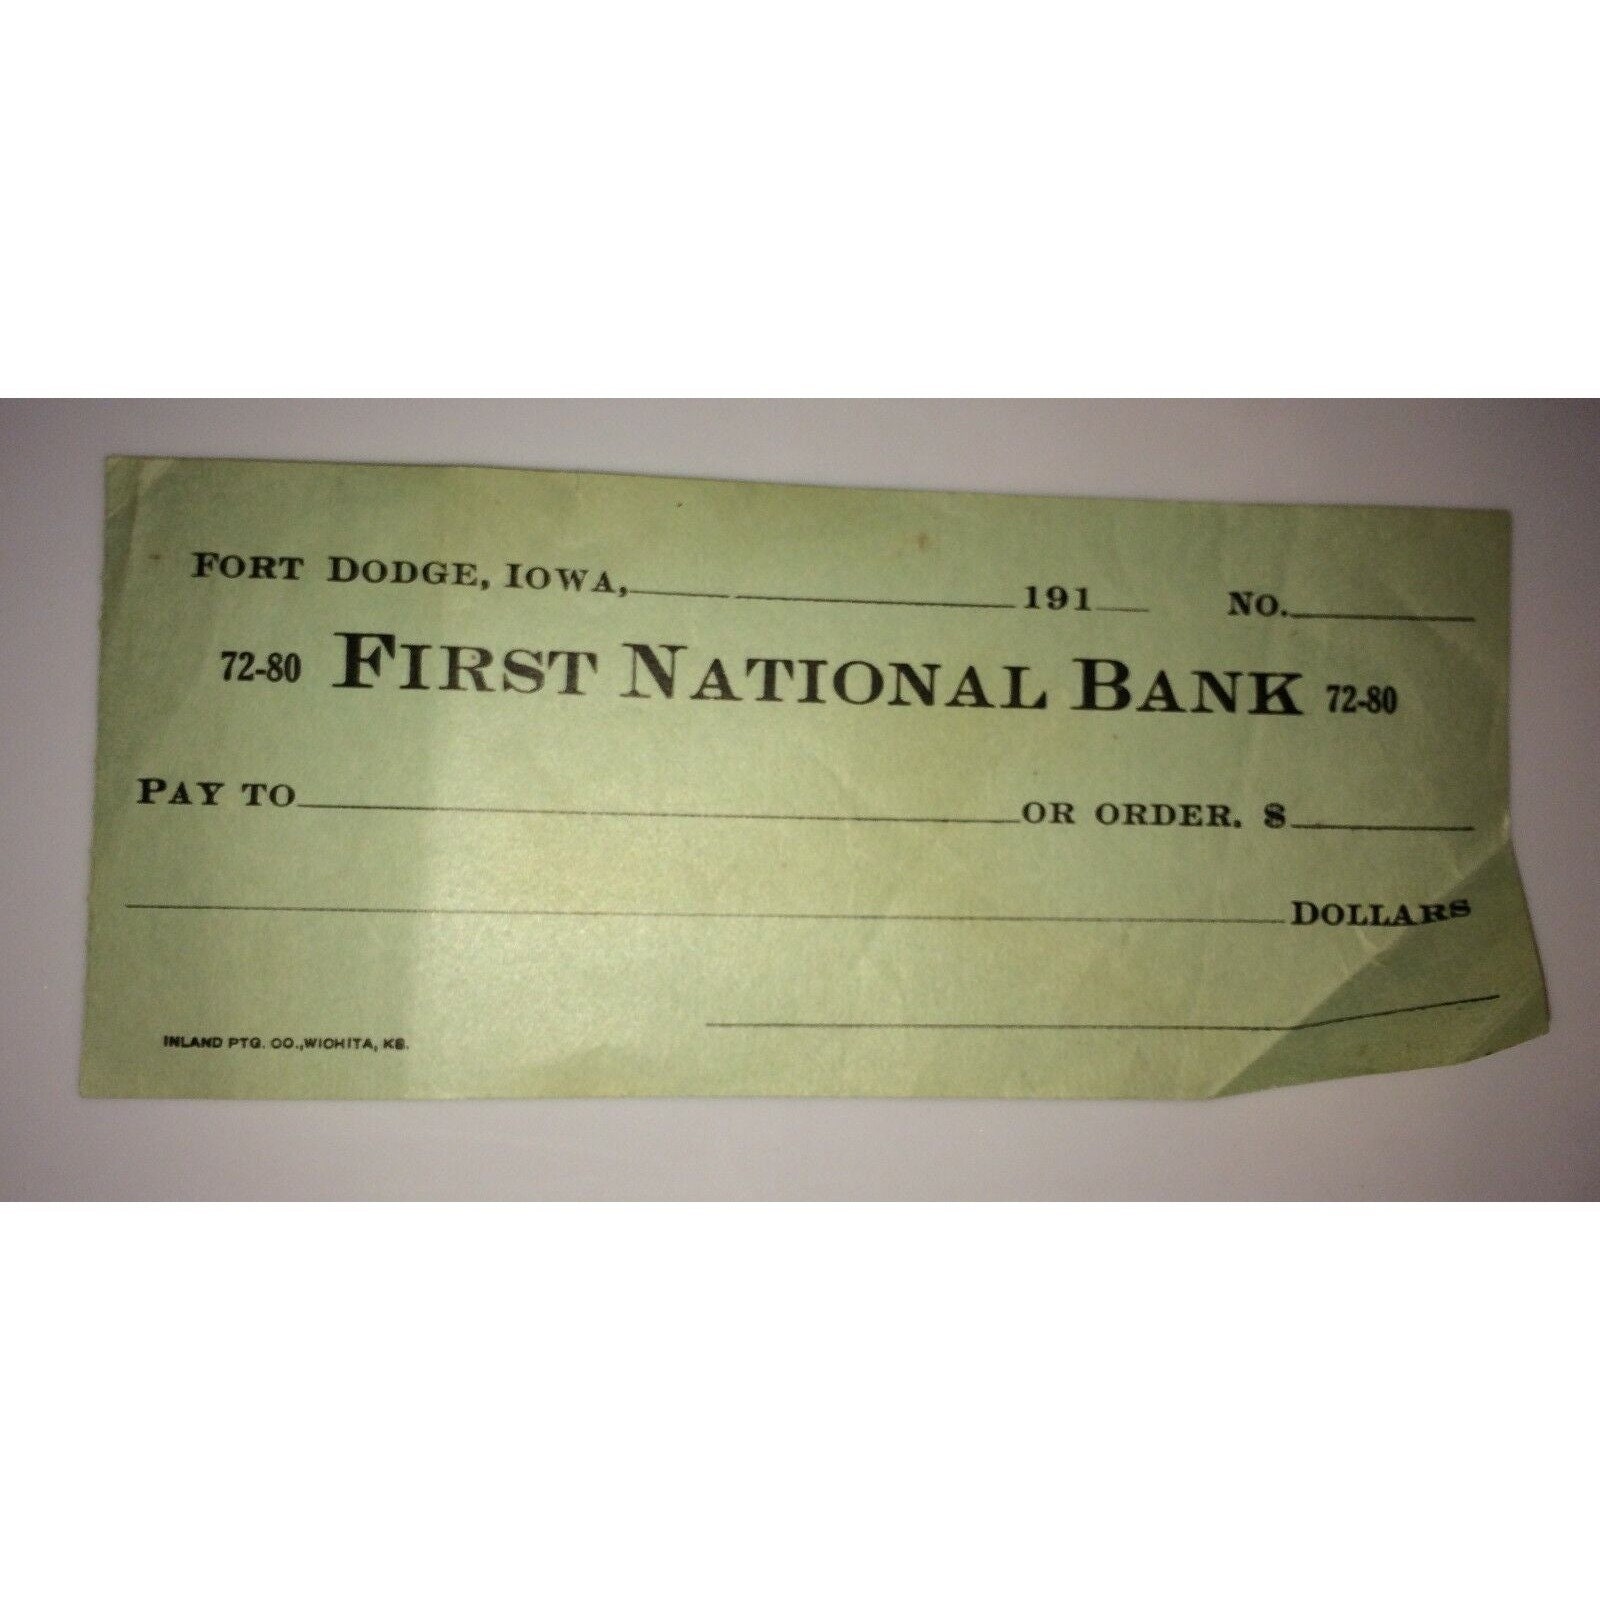 FORT DODGE, IOWA, 191 NO.
72-80 FIRST NATIONAL BANK 72-80
PAY TO OR ORDER. $
DOLLARS
INLAND PTG. CO., WICHITA, KS.